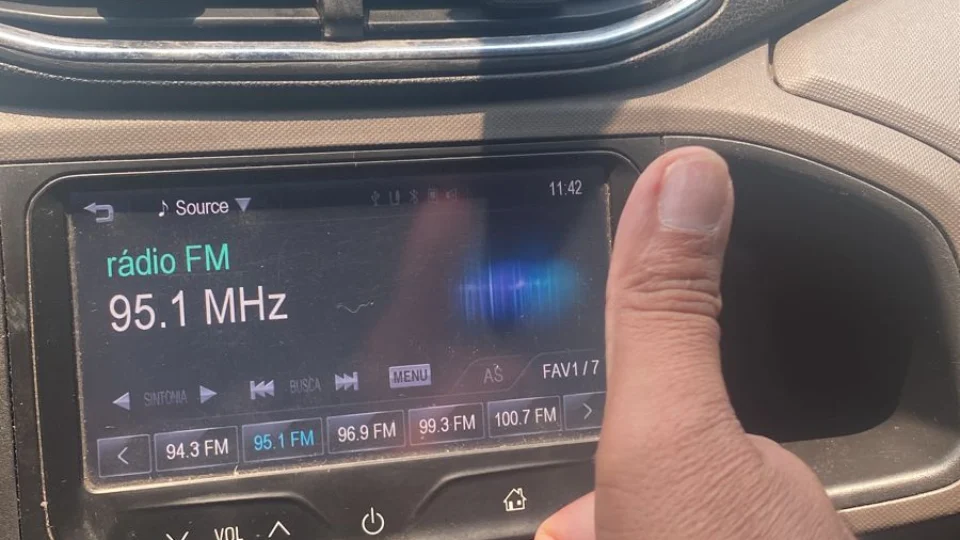 Source 11:42
rádio FM
95.1 MHz
SINTONIA BUSCA MENU AS FAV1/7
94.3 FM 95.1 FM 96.9 FM 99.3 FM 100.7 FM
VOL